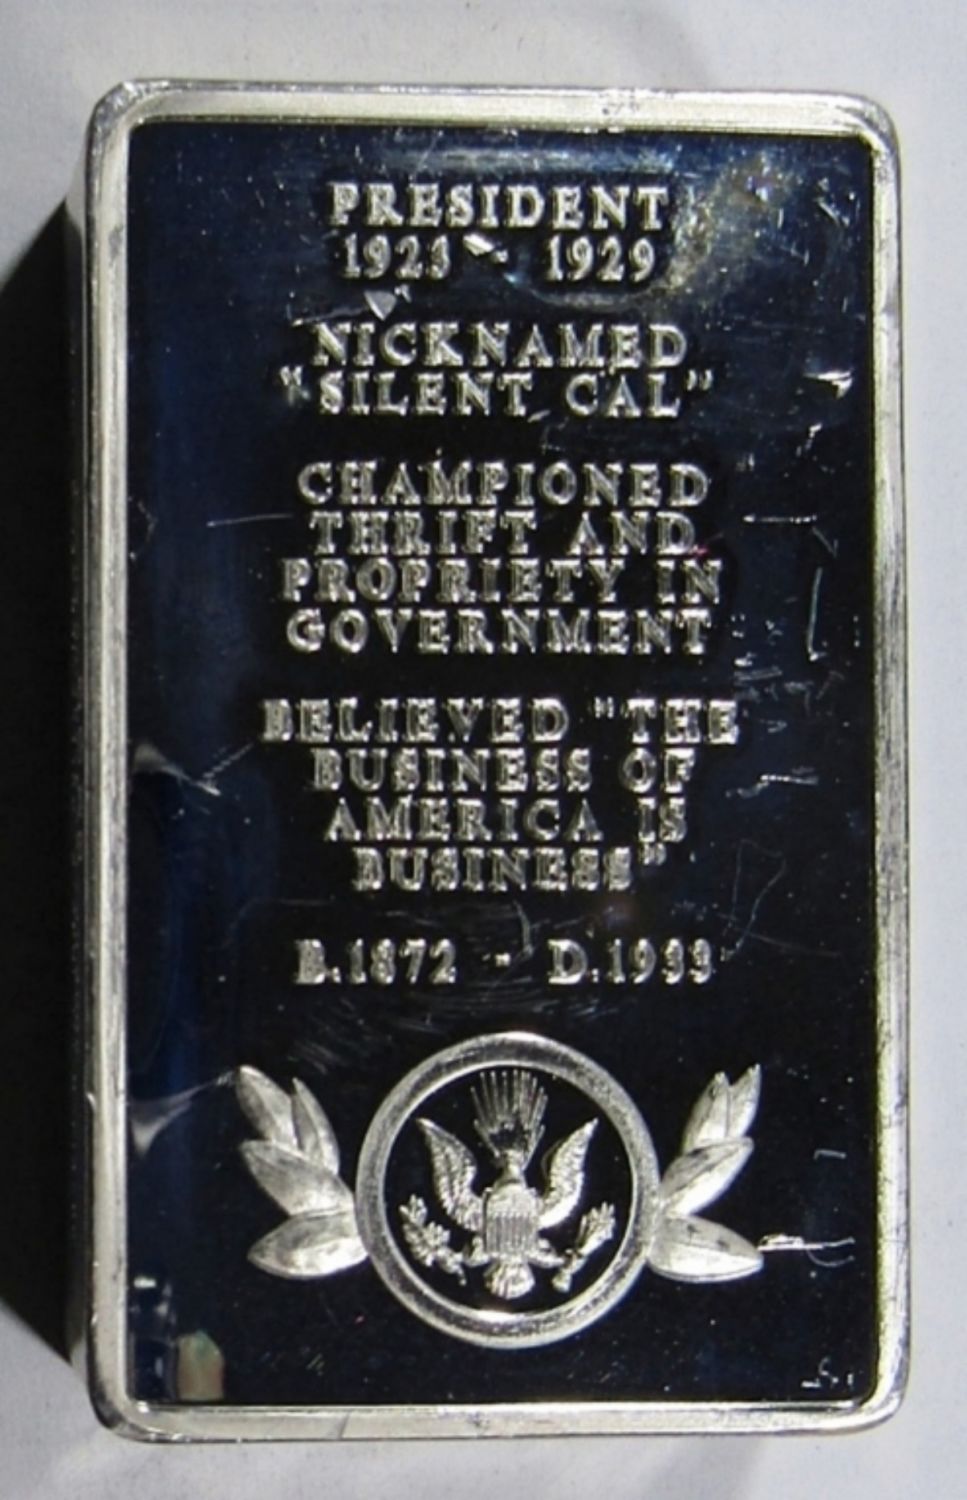 PRESIDENT
1923 - 1929
NICKNAMED
"SILENT CAL"
CHAMPIONED
THRIFT AND
PROPRIETY IN
GOVERNMENT
BELIEVED "THE
BUSINESS OF
AMERICA IS
BUSINESS"
B.1872 - D.1933